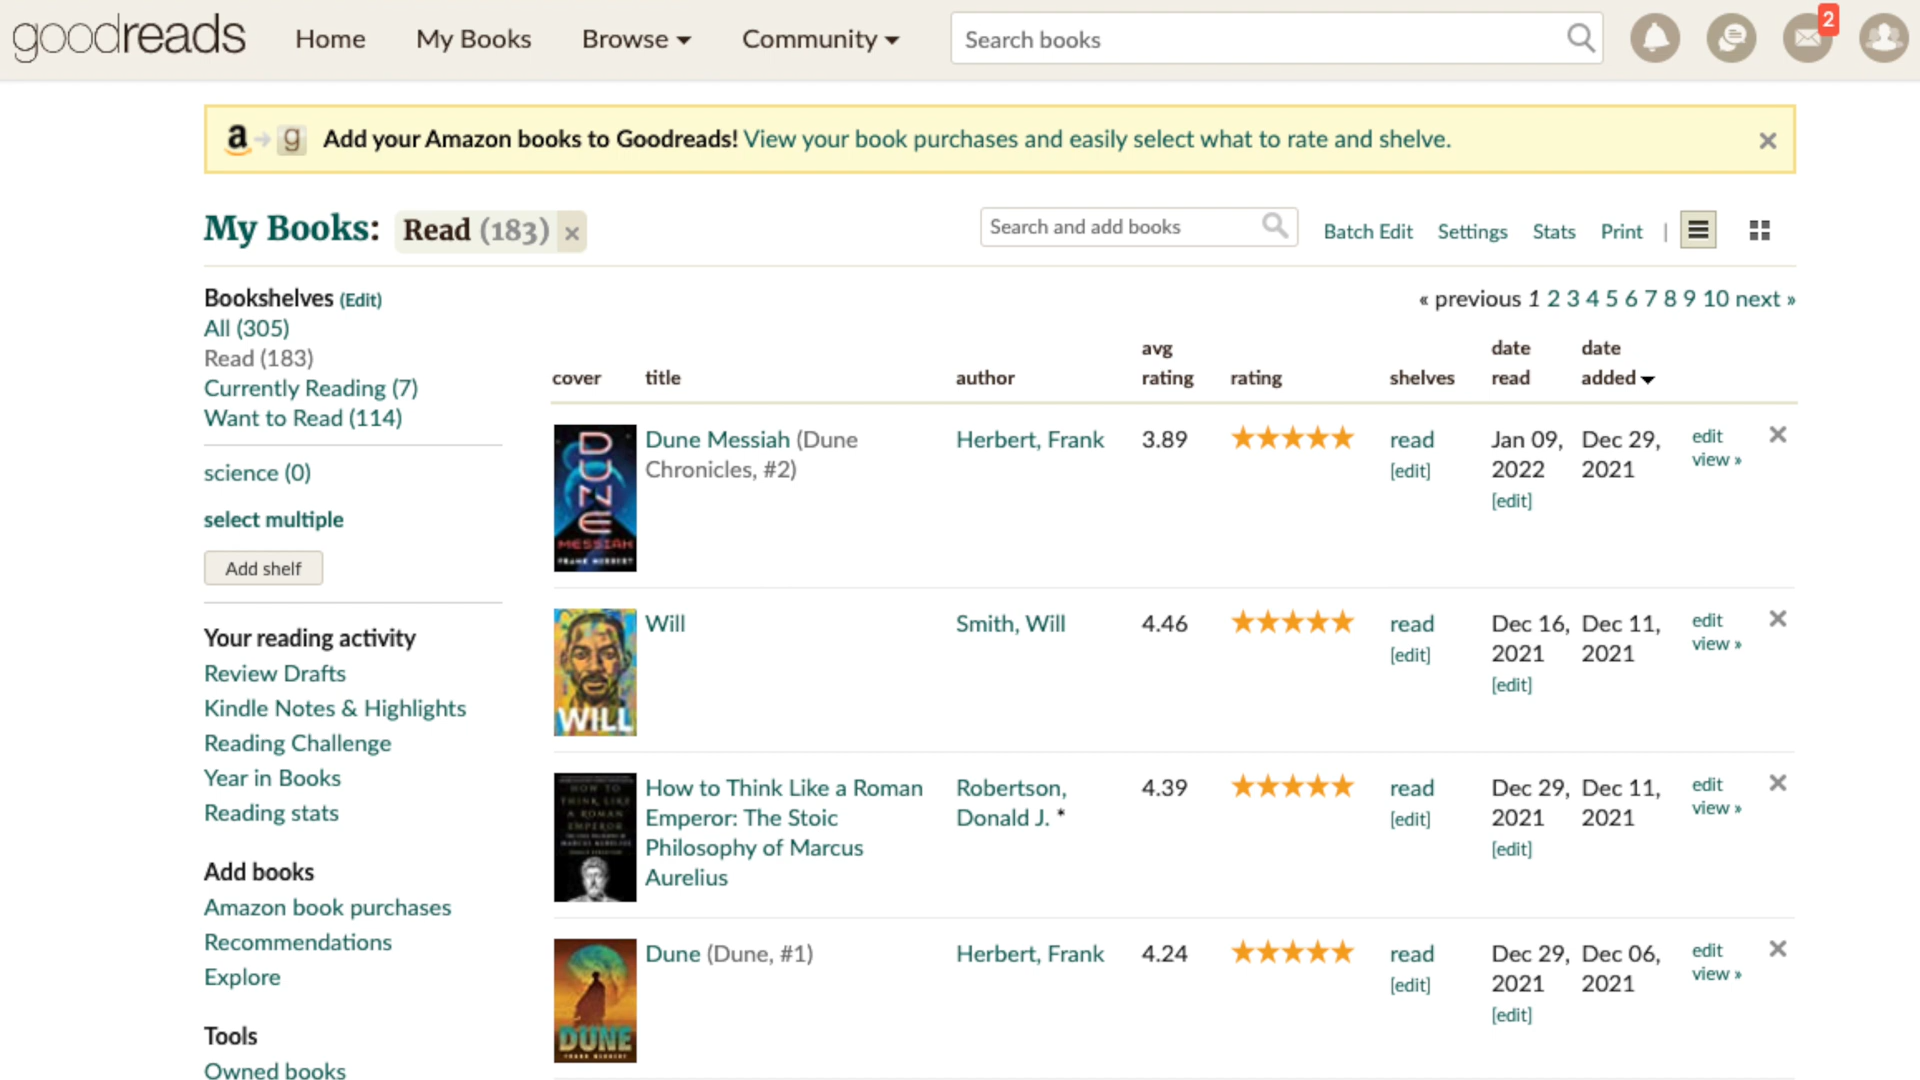 goodreads Home My Books Browse Community Search books 2
a g Add your Amazon books to Goodreads! View your book purchases and easily select what to rate and shelve. ×
My Books: Read (183) × Search and add books Batch Edit Settings Stats Print |
Bookshelves (Edit)
All (305)
Read (183)
Currently Reading (7)
Want to Read (114)
science (0)
select multiple
Add shelf
Your reading activity
Review Drafts
Kindle Notes & Highlights
Reading Challenge
Year in Books
Reading stats
Add books
Amazon book purchases
Recommendations
Explore
Tools
Owned books
« previous 1 2 3 4 5 6 7 8 9 10 next »
cover title author avg rating rating shelves date read date added
DUNE
MESSIAH
FRANK HERBERT
Dune Messiah (Dune
Chronicles, #2)
Herbert, Frank
3.89
read
[edit]
Jan 09,
2022
[edit]
Dec 29,
2021
edit
view »
WILL
Will
Smith, Will
4.46
read
[edit]
Dec 16,
2021
[edit]
Dec 11,
2021
edit
view »
HOW TO
THINK LIKE
A ROMAN
EMPEROR
How to Think Like a Roman
Emperor: The Stoic
Philosophy of Marcus
Aurelius
Robertson,
Donald J. *
4.39
read
[edit]
Dec 29,
2021
[edit]
Dec 11,
2021
edit
view »
DUNE
FRANK HERBERT
Dune (Dune, #1)
Herbert, Frank
4.24
read
[edit]
Dec 29,
2021
[edit]
Dec 06,
2021
edit
view »